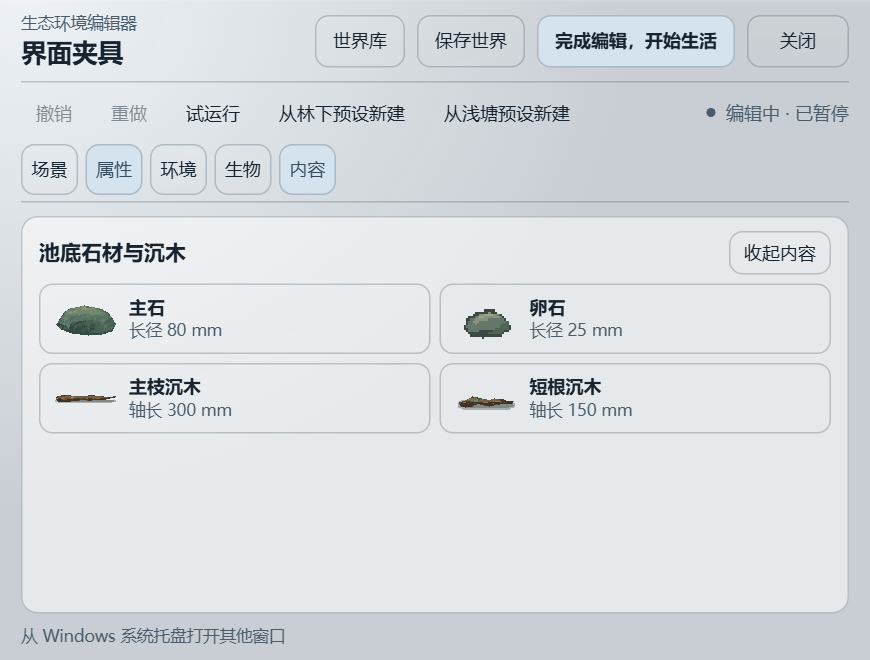 生态环境编辑器
界面夹具
世界库 保存世界 完成编辑，开始生活 关闭
撤销 重做 试运行 从林下预设新建 从浅塘预设新建 编辑中 · 已暂停
场景 属性 环境 生物 内容
池底石材与沉木 收起内容
主石
长径 80 mm
卵石
长径 25 mm
主枝沉木
轴长 300 mm
短根沉木
轴长 150 mm
从 Windows 系统托盘打开其他窗口